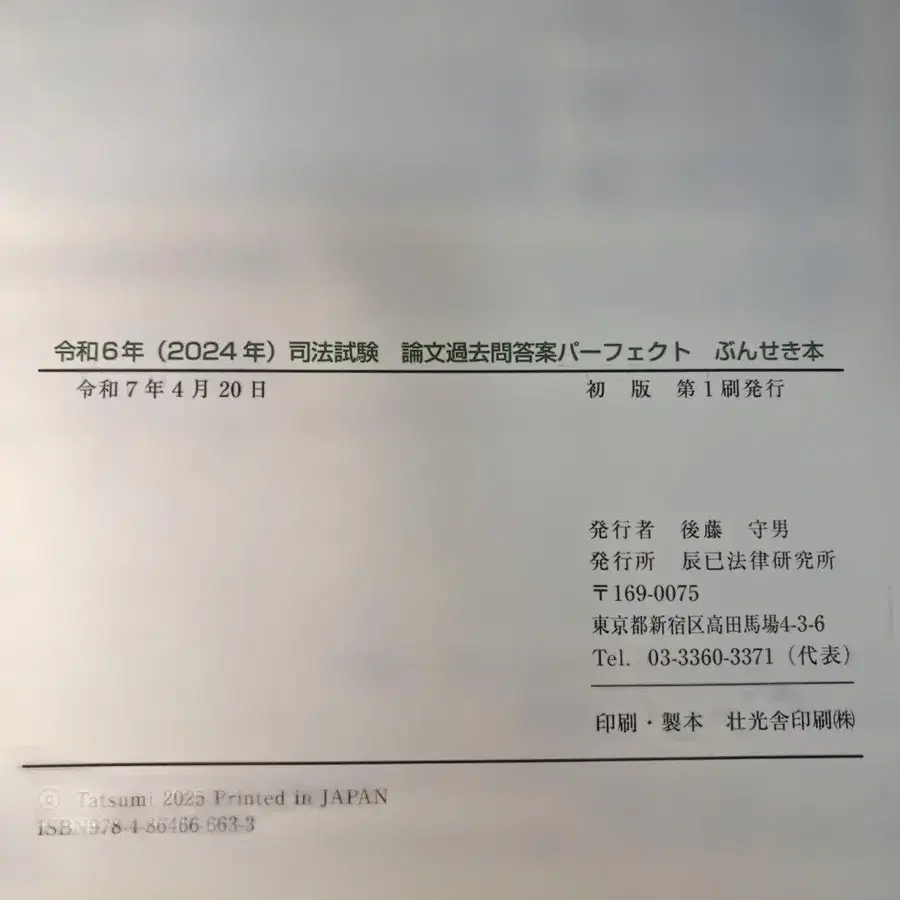 令和6年（2024年）司法試験　論文過去問答案パーフェクト　ぶんせき本
令和7年4月20日　初　版　第1刷発行
発行者　後藤　守男
発行所　辰已法律研究所
〒169-0075
東京都新宿区高田馬場4-3-6
Tel.　03-3360-3371（代表）
印刷・製本　壮光舎印刷㈱
© Tatsumi 2025 Printed in JAPAN
ISBN978-4-86466-663-3